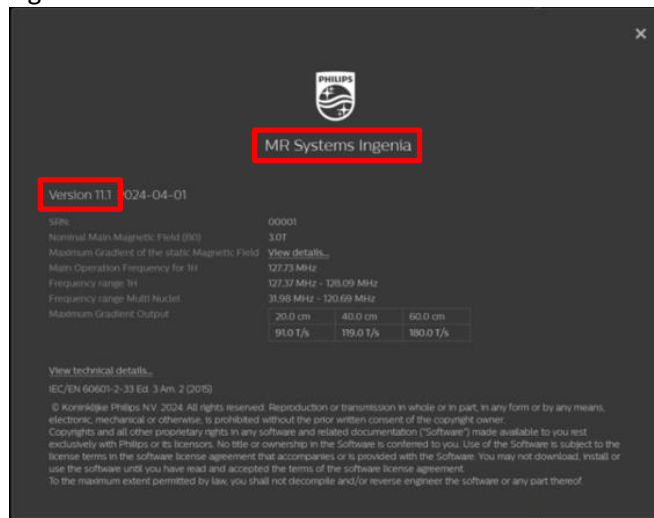 PHILIPS
MR Systems Ingenia
Version 11.1 2024-04-01
SRN: 00001
Nominal Main Magnetic Field (B0) 3.0T
Maximum Gradient of the static Magnetic Field View details...
Main Operation Frequency for 1H 127.73 MHz
Frequency range 1H 127.37 MHz - 128.09 MHz
Frequency range Multi Nuclei 31.98 MHz - 120.69 MHz
Maximum Gradient Output 20.0 cm 40.0 cm 60.0 cm
91.0 T/s 119.0 T/s 180.0 T/s
View technical details...
IEC/EN 60601-2-33 Ed. 3 Am. 2 (2015)
© Koninklijke Philips N.V. 2024. All rights reserved. Reproduction or transmission in whole or in part, in any form or by any means,
electronic, mechanical or otherwise, is prohibited without the prior written consent of the copyright owner.
Copyrights and all other proprietary rights in any software and related documentation ("Software") made available to you rest
exclusively with Philips or its licensors. No title or ownership in the Software is conferred to you. Use of the Software is subject to the
license terms in the software license agreement that accompanies or is provided with the Software. You may not download, install or
use the software until you have read and accepted the terms of the software license agreement.
To the maximum extent permitted by law, you shall not decompile and/or reverse engineer the software or any part thereof.